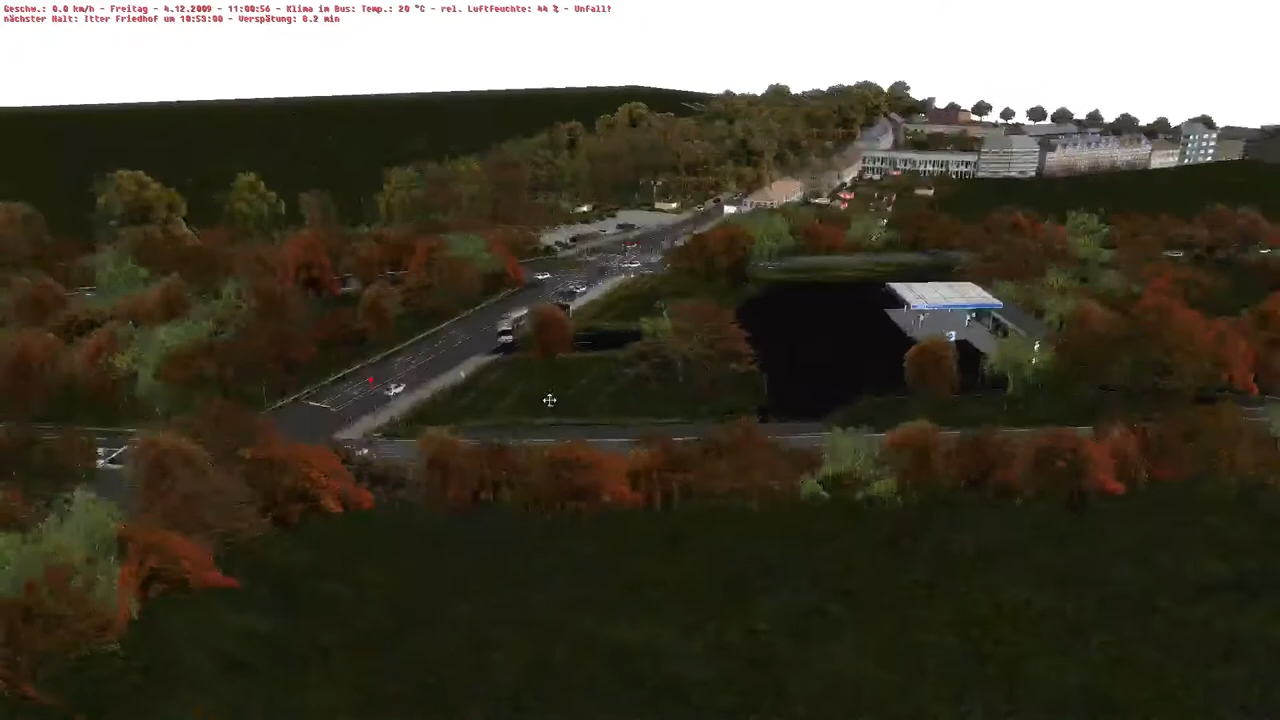 Geschw.: 0.0 km/h - Freitag - 4.12.2009 - 11:00:56 - Klima im Bus: Temp.: 20 °C - rel. Luftfeuchte: 44 % - Unfall!
nächster Halt: Itter Friedhof um 10:53:00 - Verspätung: 8.2 min